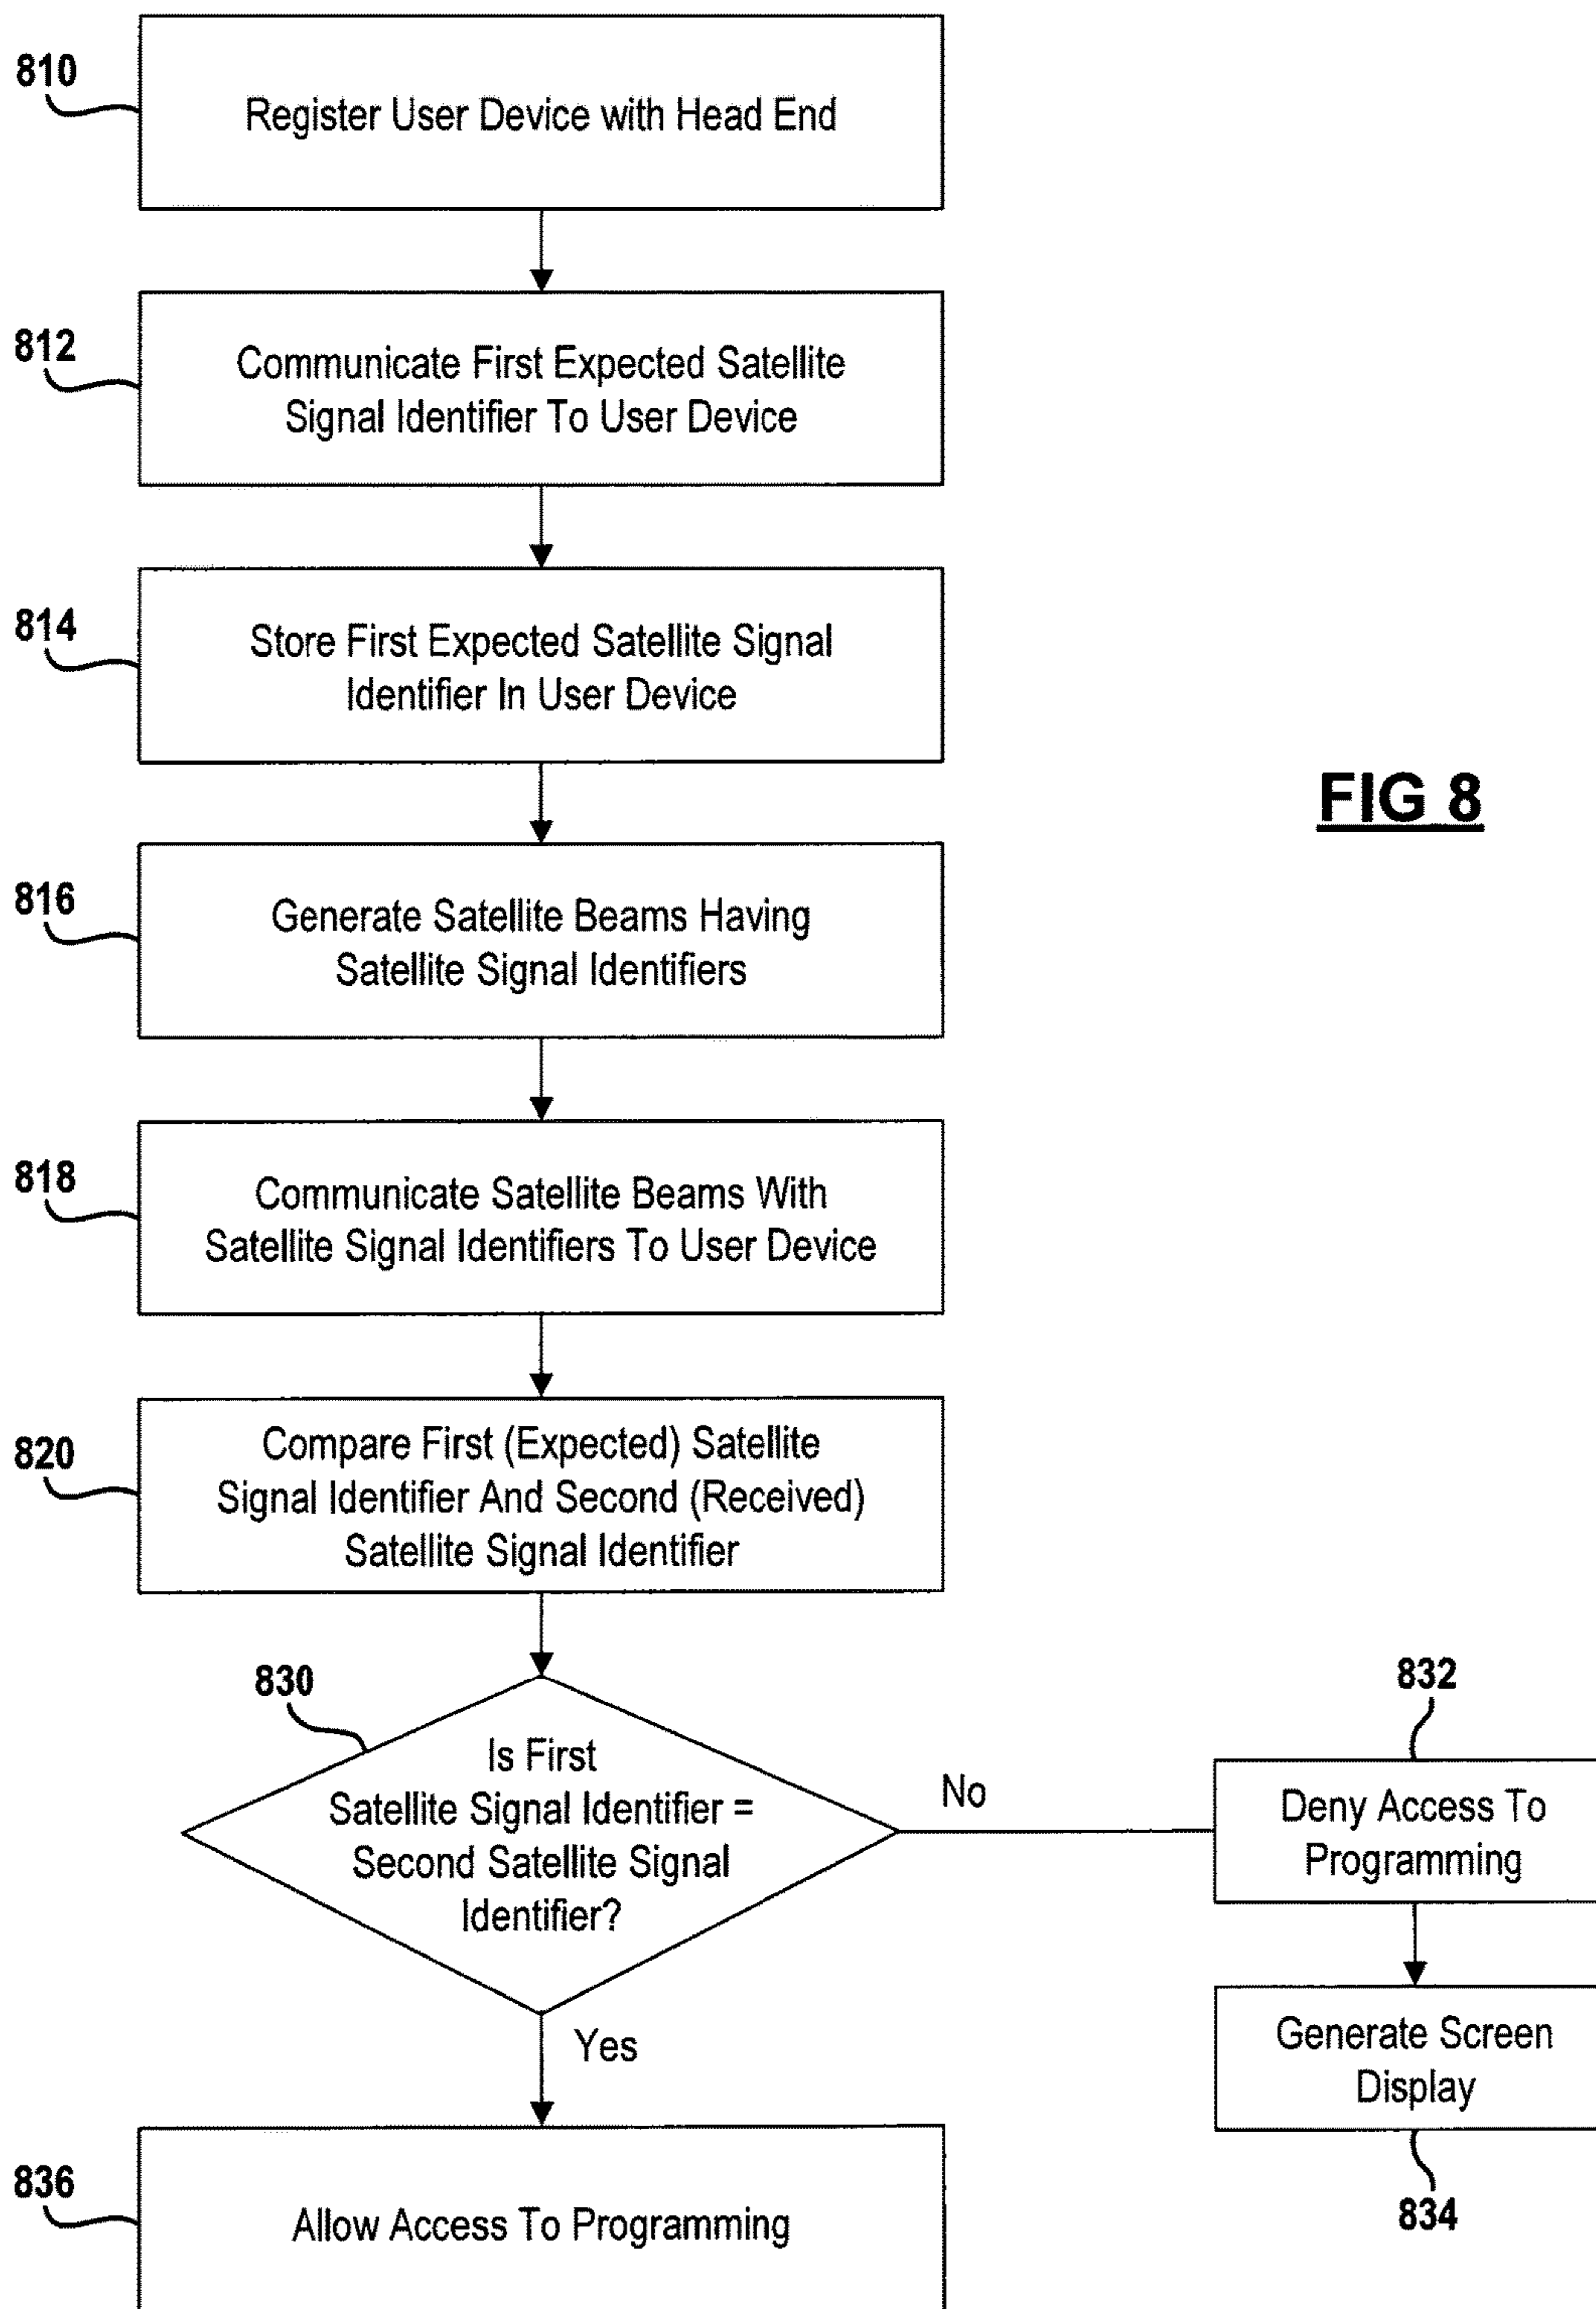 810
Register User Device with Head End
812
Communicate First Expected Satellite
Signal Identifier To User Device
814
Store First Expected Satellite Signal
Identifier In User Device
FIG 8
816
Generate Satellite Beams Having
Satellite Signal Identifiers
818
Communicate Satellite Beams With
Satellite Signal Identifiers To User Device
820
Compare First (Expected) Satellite
Signal Identifier And Second (Received)
Satellite Signal Identifier
830
Is First
Satellite Signal Identifier =
Second Satellite Signal
Identifier?
No
832
Deny Access To
Programming
Generate Screen
Display
834
Yes
836
Allow Access To Programming